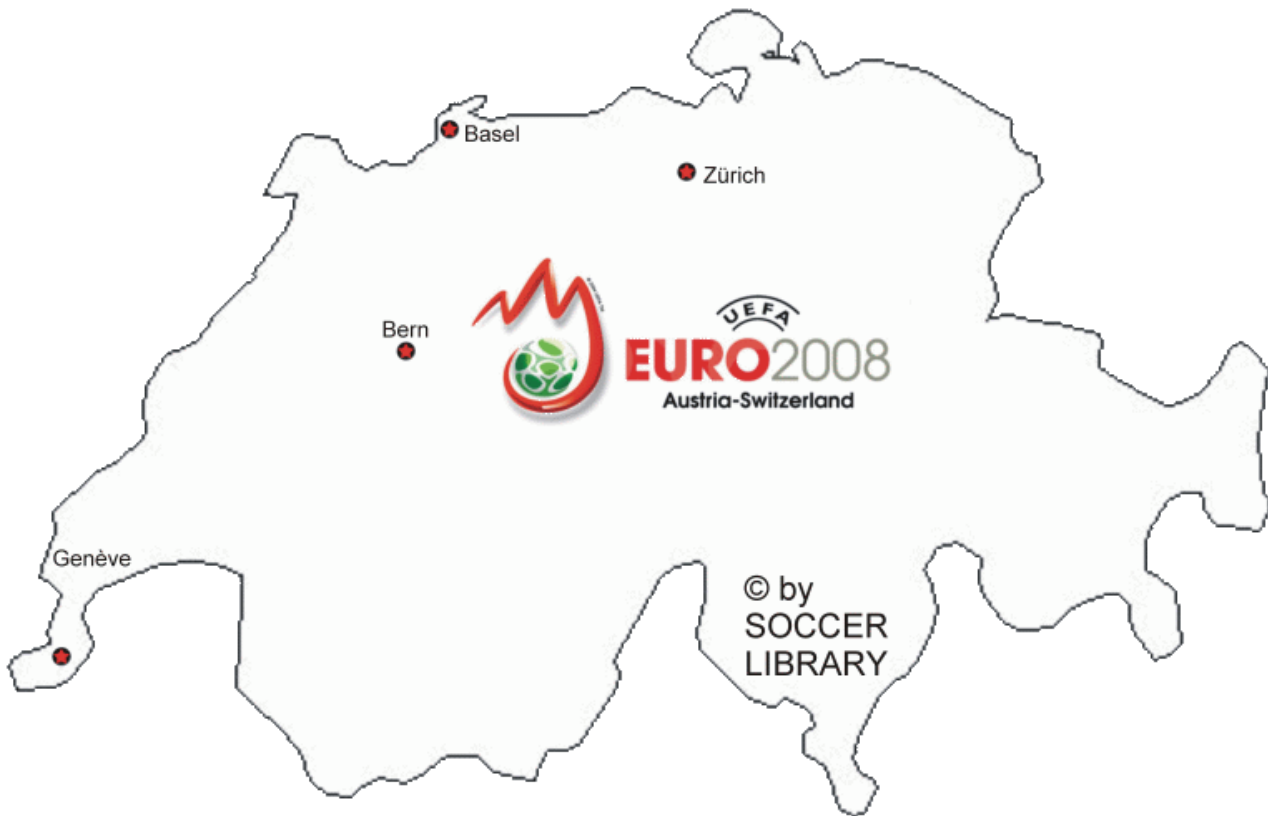 Basel
Zürich
Bern
UEFA
EURO2008
Austria-Switzerland
Genève
© by
SOCCER
LIBRARY